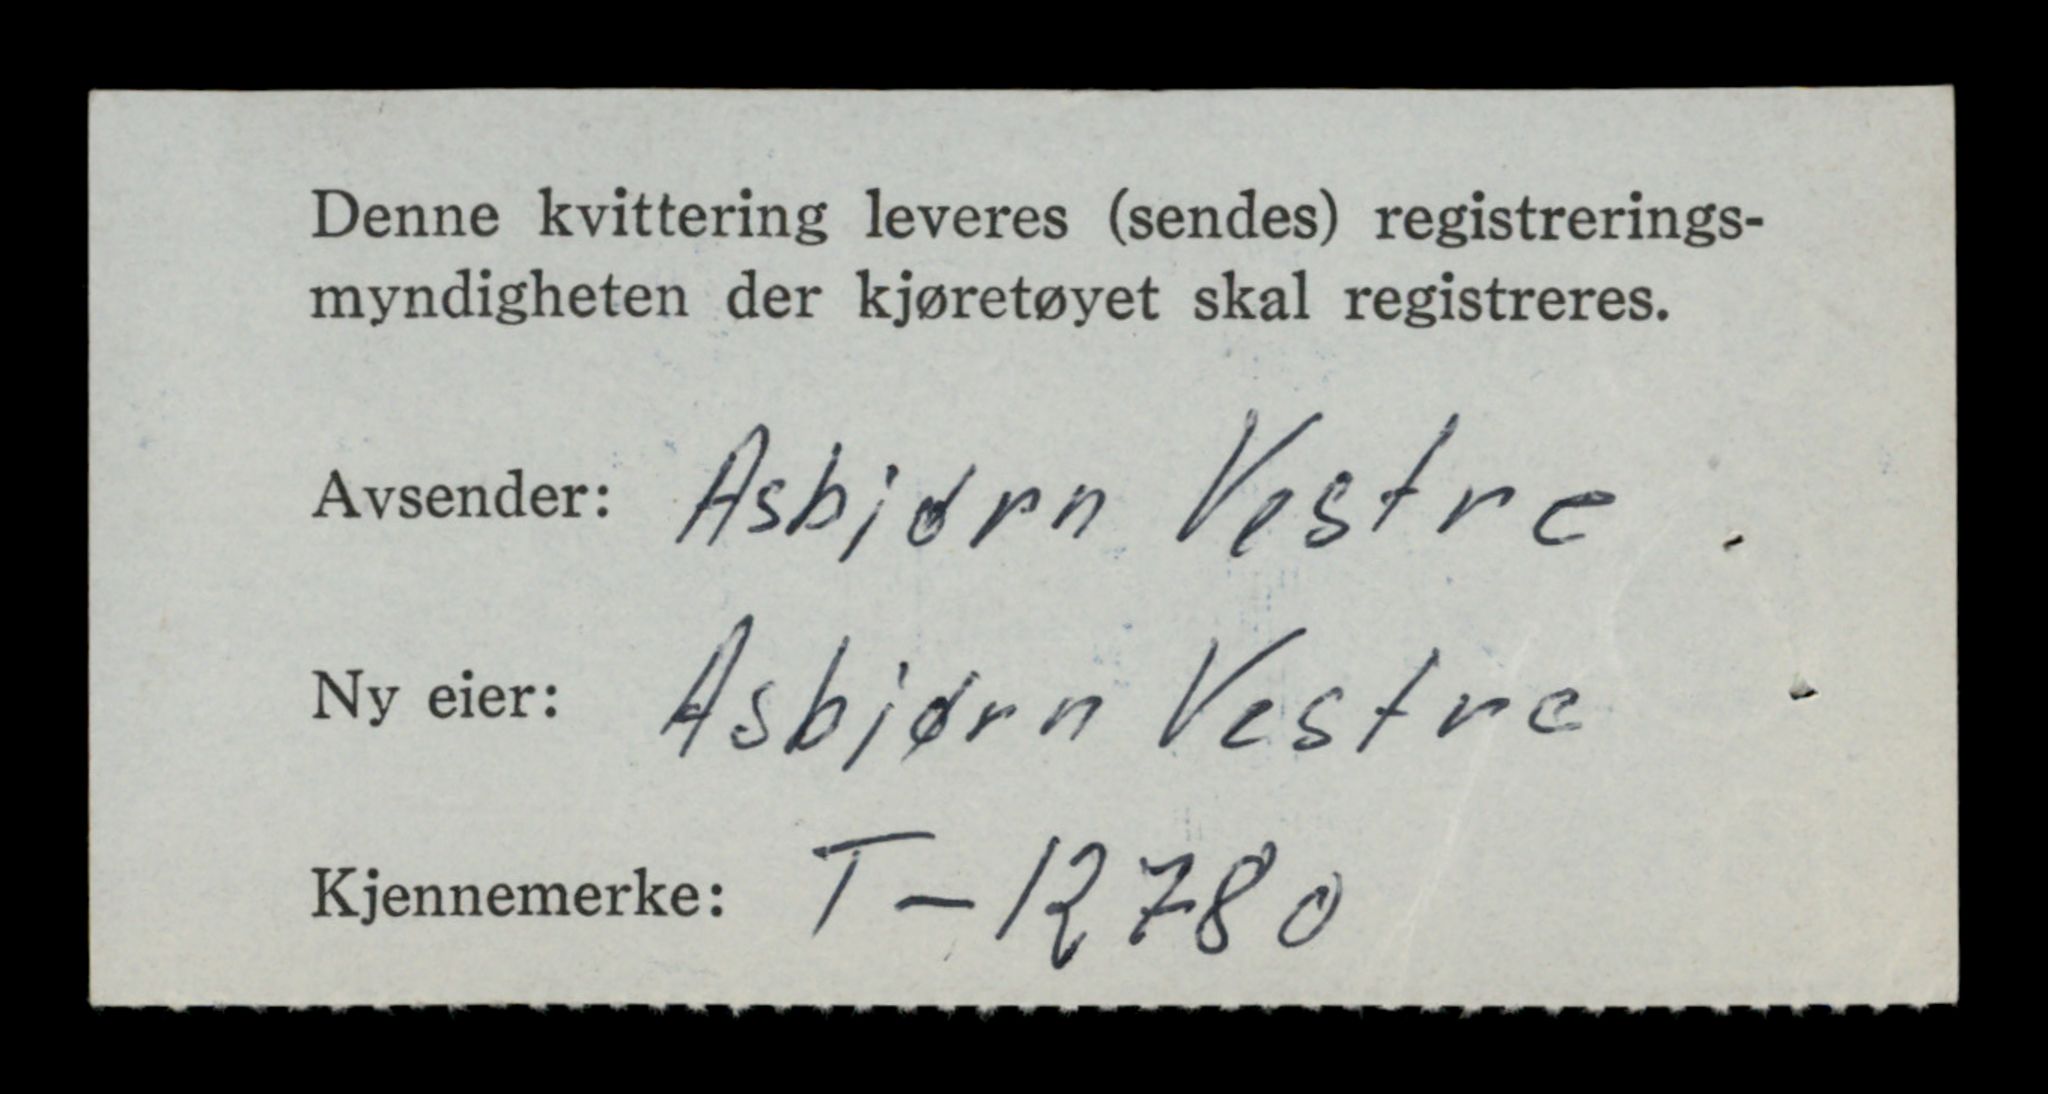 Denne kvittering leveres (sendes) registrerings-
myndigheten der kjøretøyet skal registreres.
Avsender: Asbjørn Vestre
Ny eier: Asbjørn Vestre
Kjennemerke: T-12780